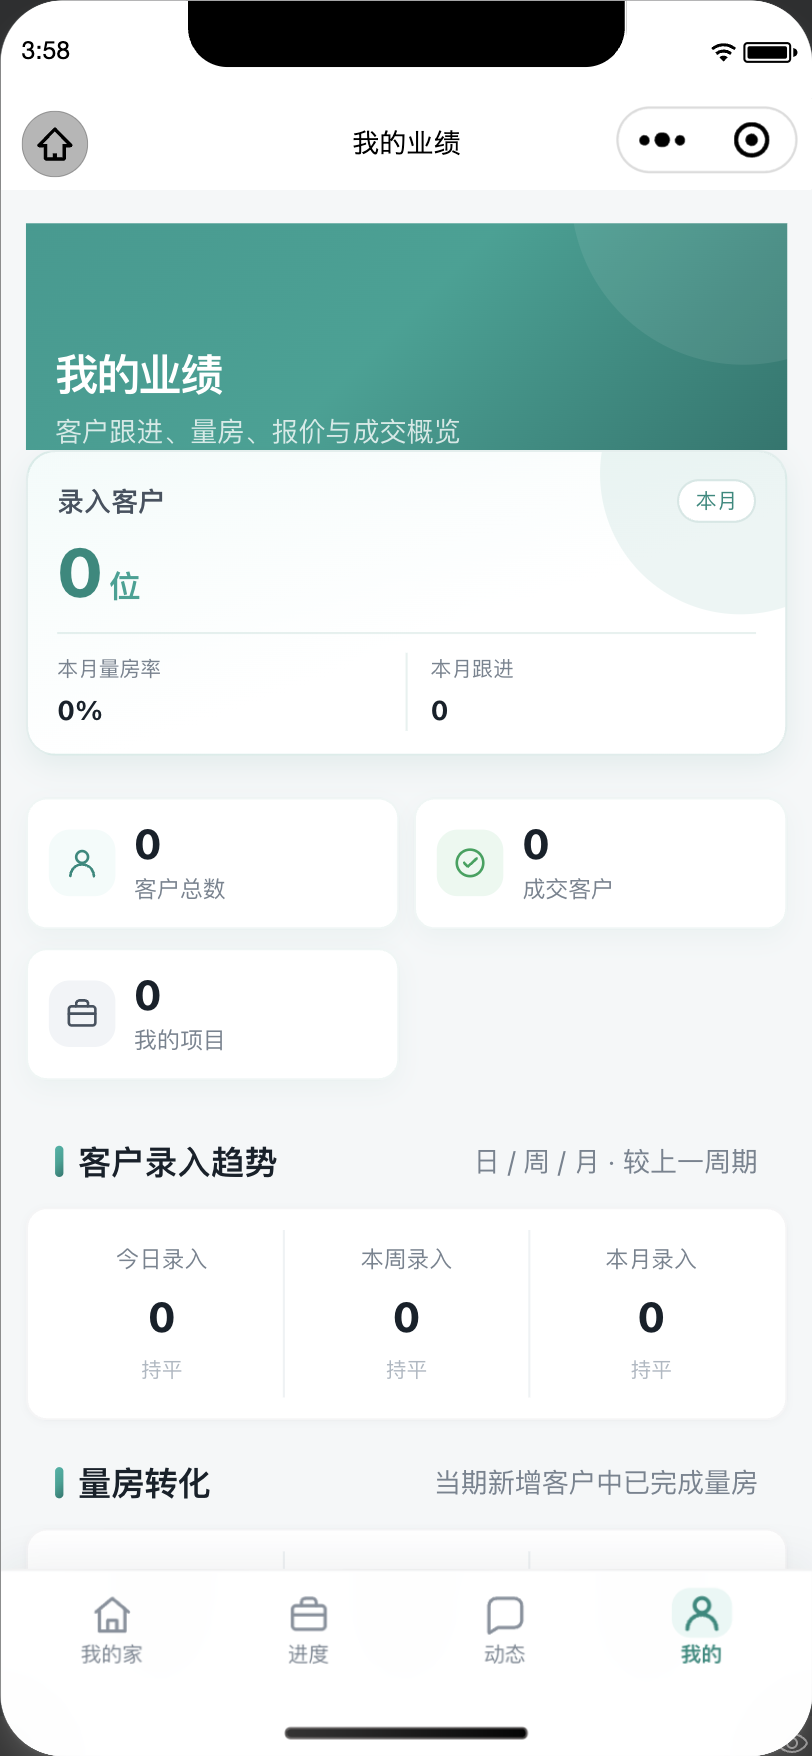 3:58
我的业绩
我的业绩
客户跟进、量房、报价与成交概览
录入客户
本月
0 位
本月量房率
本月跟进
0%
0
0
客户总数
0
成交客户
0
我的项目
客户录入趋势
日 / 周 / 月 · 较上一周期
今日录入
本周录入
本月录入
0
0
0
持平
持平
持平
量房转化
当期新增客户中已完成量房
我的家
进度
动态
我的